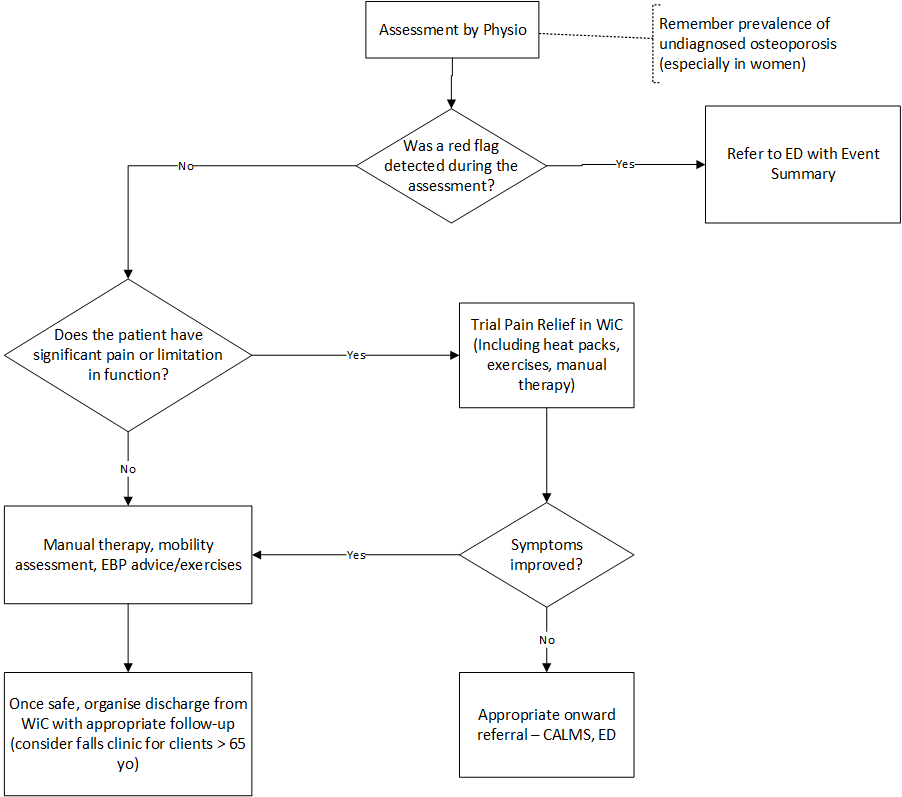 Assessment by Physio
Remember prevalence of
undiagnosed osteoporosis
(especially in women)
Was a red flag
detected during the
assessment?
No
Yes
Refer to ED with Event
Summary
Does the patient have
significant pain or limitation
in function?
Yes
Trial Pain Relief in WiC
(Including heat packs,
exercises, manual
therapy)
No
Manual therapy, mobility
assessment, EBP advice/exercises
Yes
Symptoms
improved?
No
Once safe, organise discharge from
WiC with appropriate follow-up
(consider falls clinic for clients > 65
yo)
Appropriate onward
referral – CALMS, ED